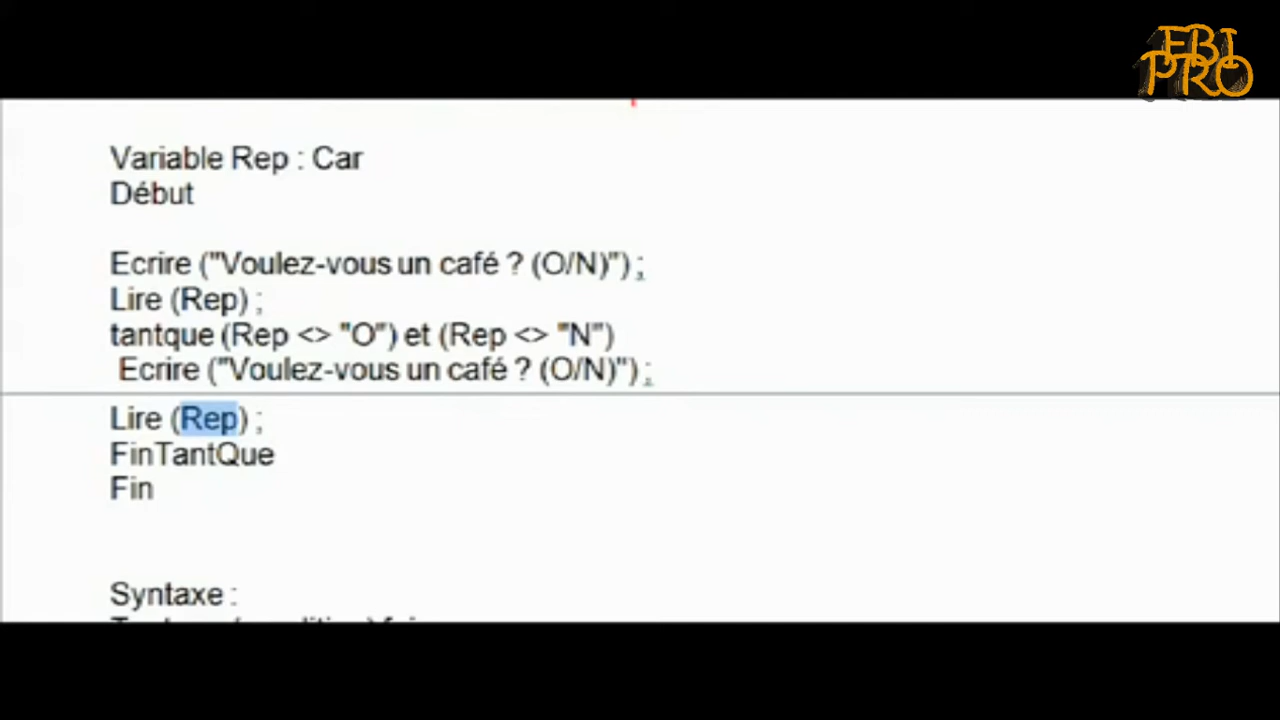 FBI
PRO
Variable Rep : Car
Début
Ecrire ("Voulez-vous un café ? (O/N)") ;
Lire (Rep) ;
tantque (Rep <> "O") et (Rep <> "N")
Ecrire ("Voulez-vous un café ? (O/N)") ;
Lire (Rep) ;
FinTantQue
Fin
Syntaxe :